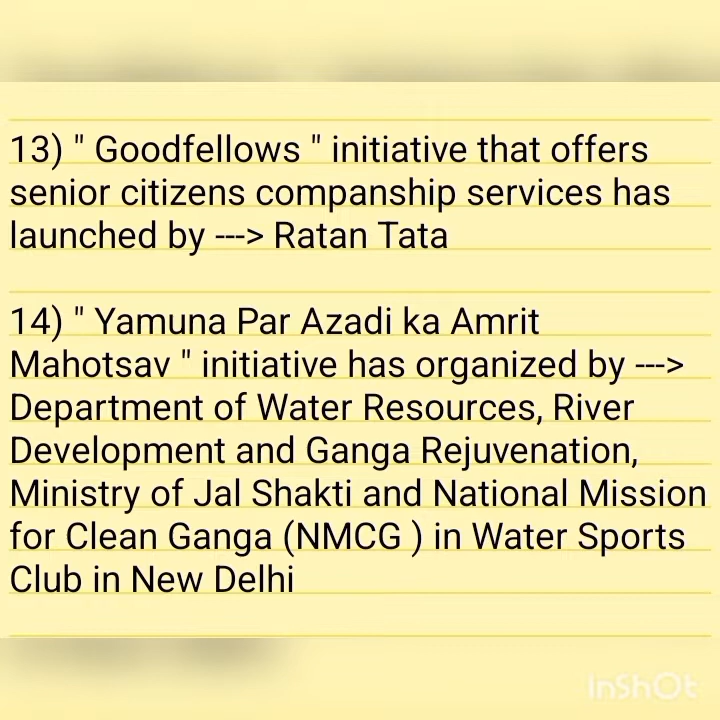 13) " Goodfellows " initiative that offers
senior citizens companship services has
launched by ---> Ratan Tata
14) " Yamuna Par Azadi ka Amrit
Mahotsav " initiative has organized by --->
Department of Water Resources, River
Development and Ganga Rejuvenation,
Ministry of Jal Shakti and National Mission
for Clean Ganga (NMCG ) in Water Sports
Club in New Delhi
InShOt